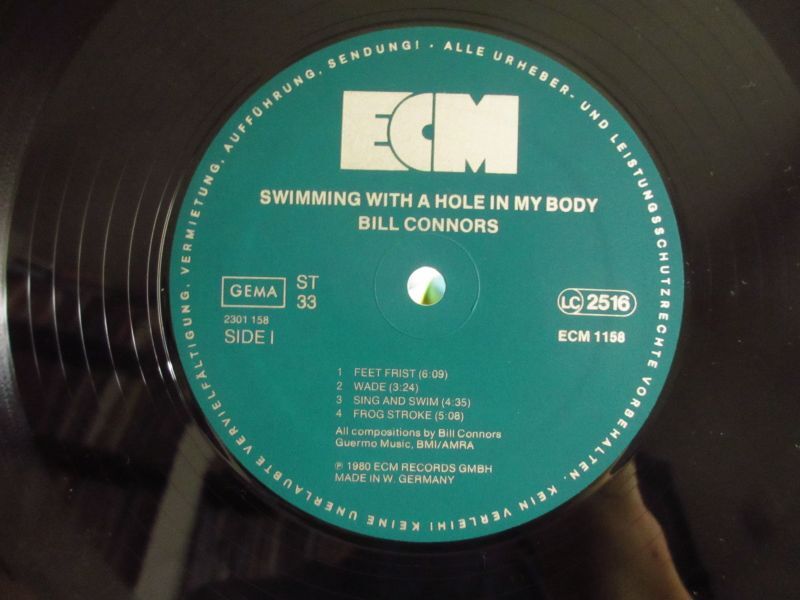 ALLE URHEBER- UND LEISTUNGSSCHUTZRECHTE VORBEHALTEN. KEIN VERLEIH! KEINE UNERLAUBTE VERVIELFÄLTIGUNG, VERMIETUNG, AUFFÜHRUNG, SENDUNG! ·
ECM
SWIMMING WITH A HOLE IN MY BODY
BILL CONNORS
GEMA
ST
33
LC 2516
2301 158
SIDE I
ECM 1158
1 FEET FRIST (6:09)
2 WADE (3:24)
3 SING AND SWIM (4:35)
4 FROG STROKE (5:08)
All compositions by Bill Connors
Guermo Music, BMI/AMRA
℗ 1980 ECM RECORDS GMBH
MADE IN W. GERMANY